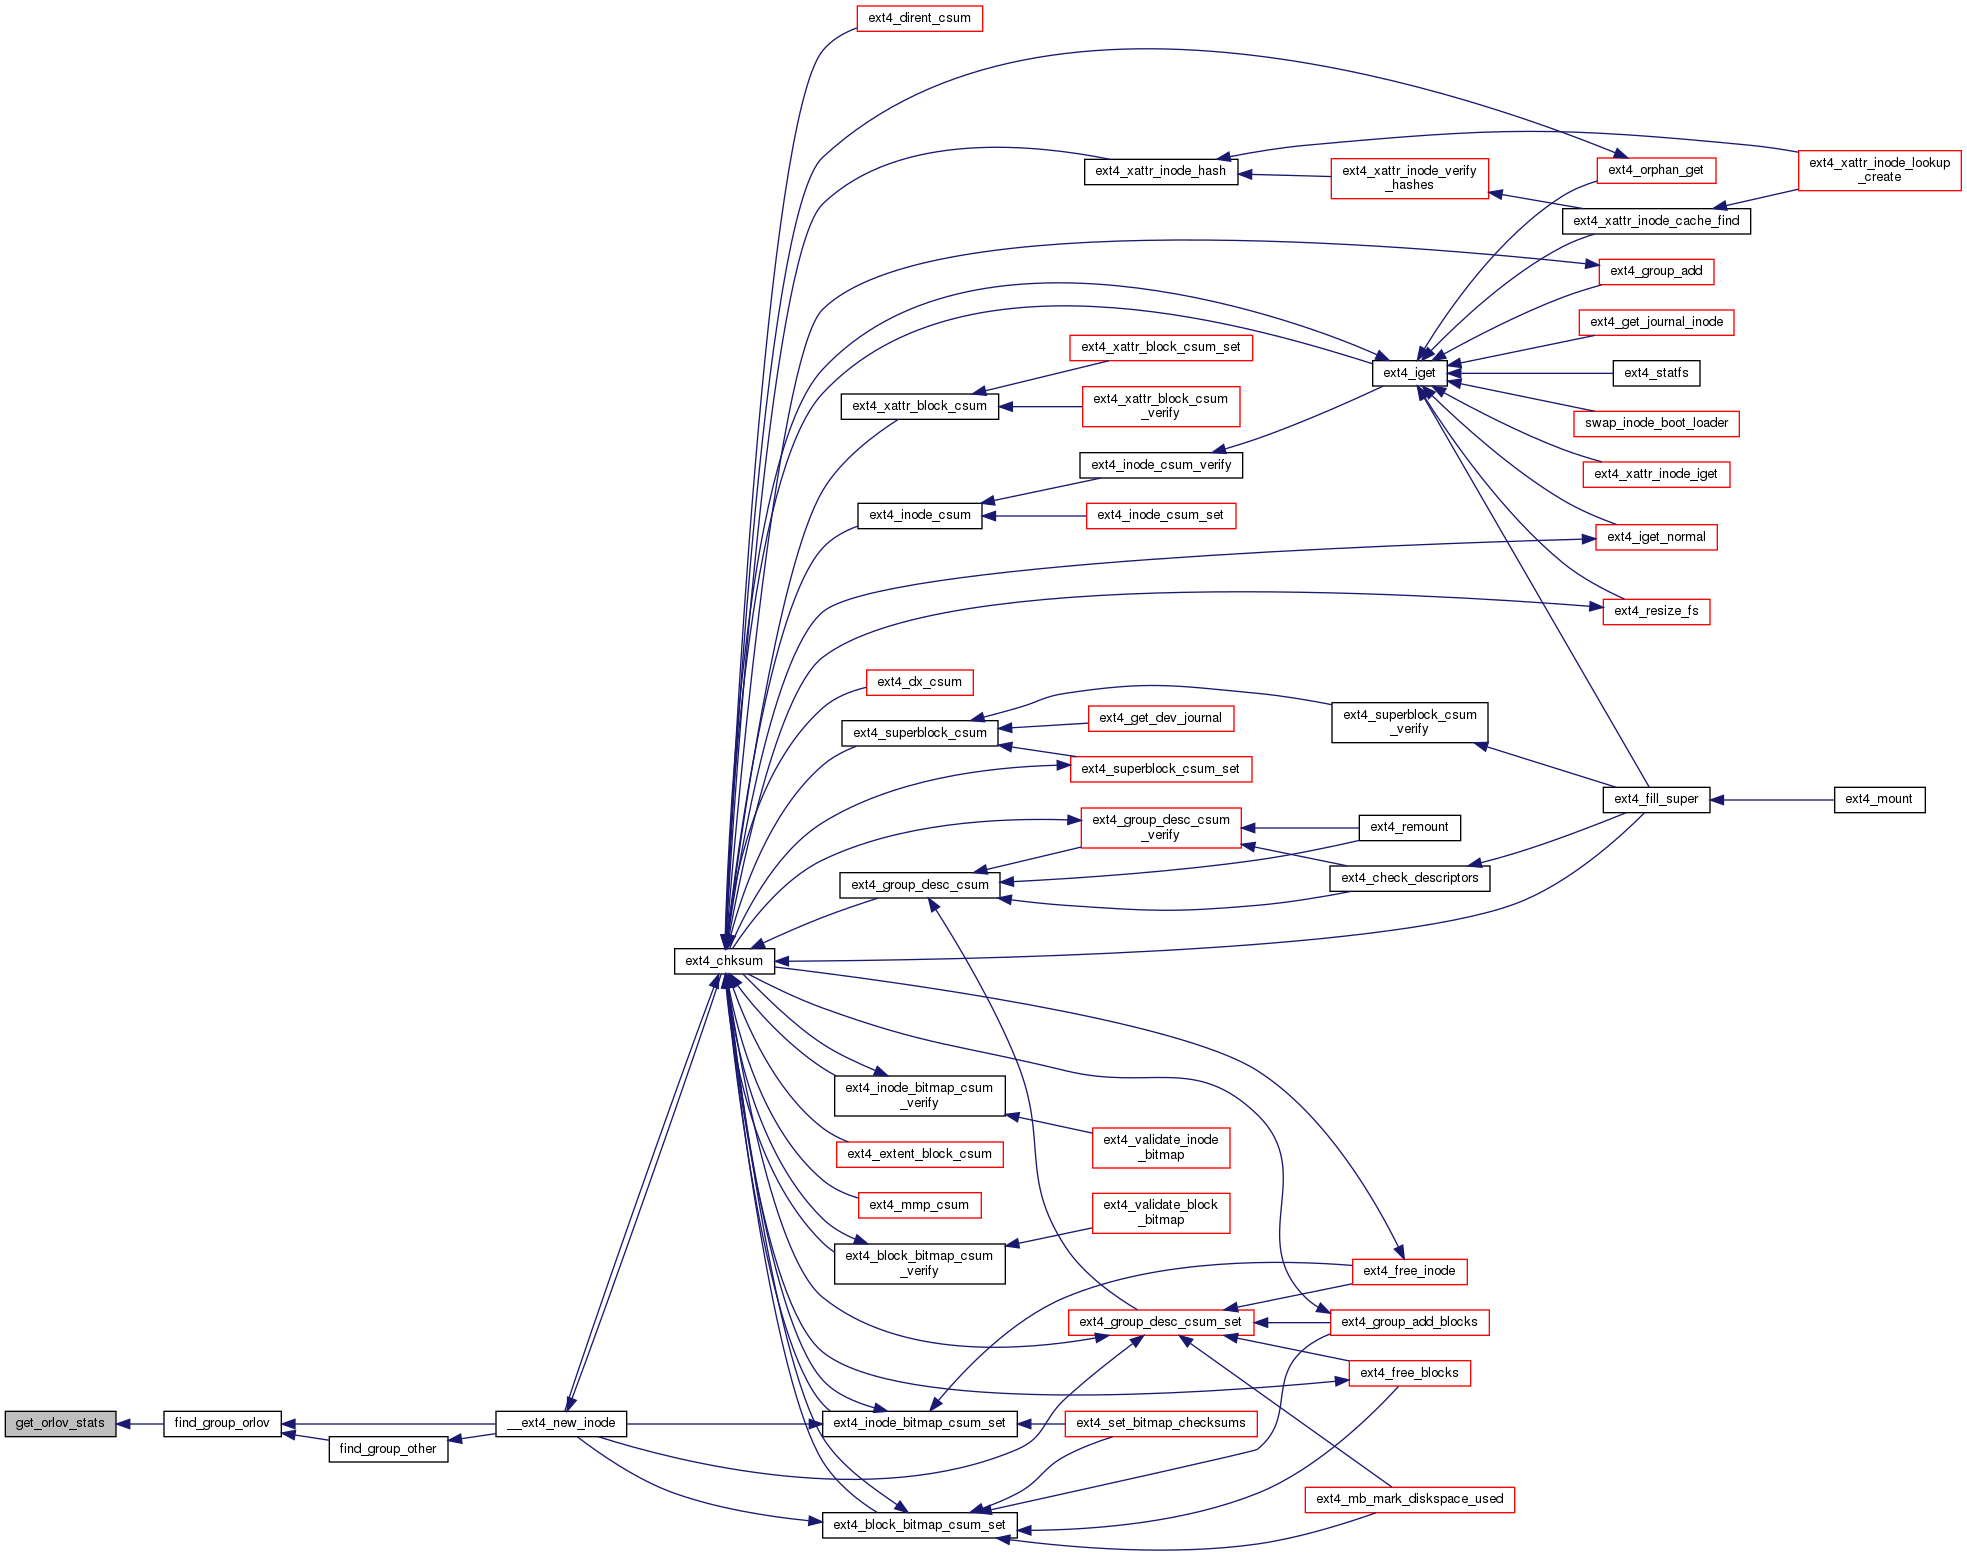 ext4_dirent_csum
ext4_xattr_inode_hash
ext4_xattr_inode_verify
_hashes
ext4_orphan_get
ext4_xattr_inode_lookup
_create
ext4_xattr_inode_cache_find
ext4_group_add
ext4_get_journal_inode
ext4_xattr_block_csum_set
ext4_iget
ext4_statfs
ext4_xattr_block_csum
ext4_xattr_block_csum
_verify
swap_inode_boot_loader
ext4_inode_csum_verify
ext4_xattr_inode_iget
ext4_inode_csum
ext4_inode_csum_set
ext4_iget_normal
ext4_resize_fs
ext4_dx_csum
ext4_superblock_csum
ext4_get_dev_journal
ext4_superblock_csum
_verify
ext4_superblock_csum_set
ext4_fill_super
ext4_mount
ext4_group_desc_csum
_verify
ext4_remount
ext4_group_desc_csum
ext4_check_descriptors
ext4_chksum
ext4_inode_bitmap_csum
_verify
ext4_validate_inode
_bitmap
ext4_extent_block_csum
ext4_mmp_csum
ext4_validate_block
_bitmap
ext4_block_bitmap_csum
_verify
ext4_free_inode
ext4_group_desc_csum_set
ext4_group_add_blocks
ext4_free_blocks
get_orlov_stats
find_group_orlov
__ext4_new_inode
ext4_inode_bitmap_csum_set
ext4_set_bitmap_checksums
find_group_other
ext4_mb_mark_diskspace_used
ext4_block_bitmap_csum_set